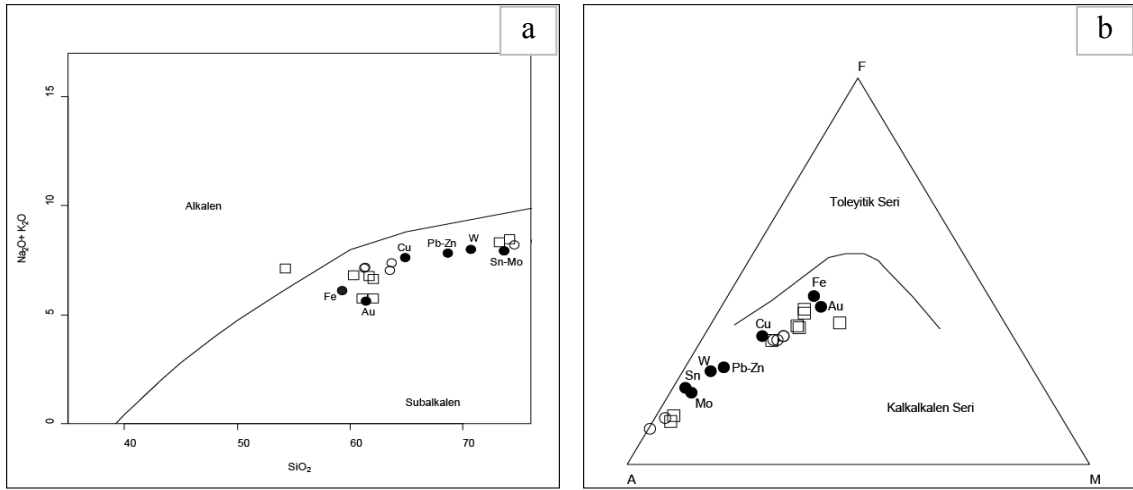 a
15
10
5
0
Na₂O+ K₂O
Alkalen
Cu
Pb-Zn
W
Sn-Mo
Fe
Au
Subalkalen
40 50 60 70
SiO₂
b
F
Toleyitik Seri
Fe
Au
Cu
W
Pb-Zn
Sn
Mo
Kalkalkalen Seri
A M